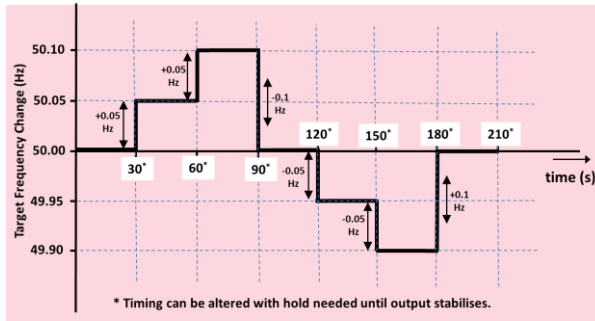 Target Frequency Change (Hz)
50.10
50.05
50.00
49.95
49.90
+0.05
Hz
+0.05
Hz
-0.1
Hz
-0.05
Hz
-0.05
Hz
+0.1
Hz
30*
60*
90*
120*
150*
180*
210*
time (s)
* Timing can be altered with hold needed until output stabilises.